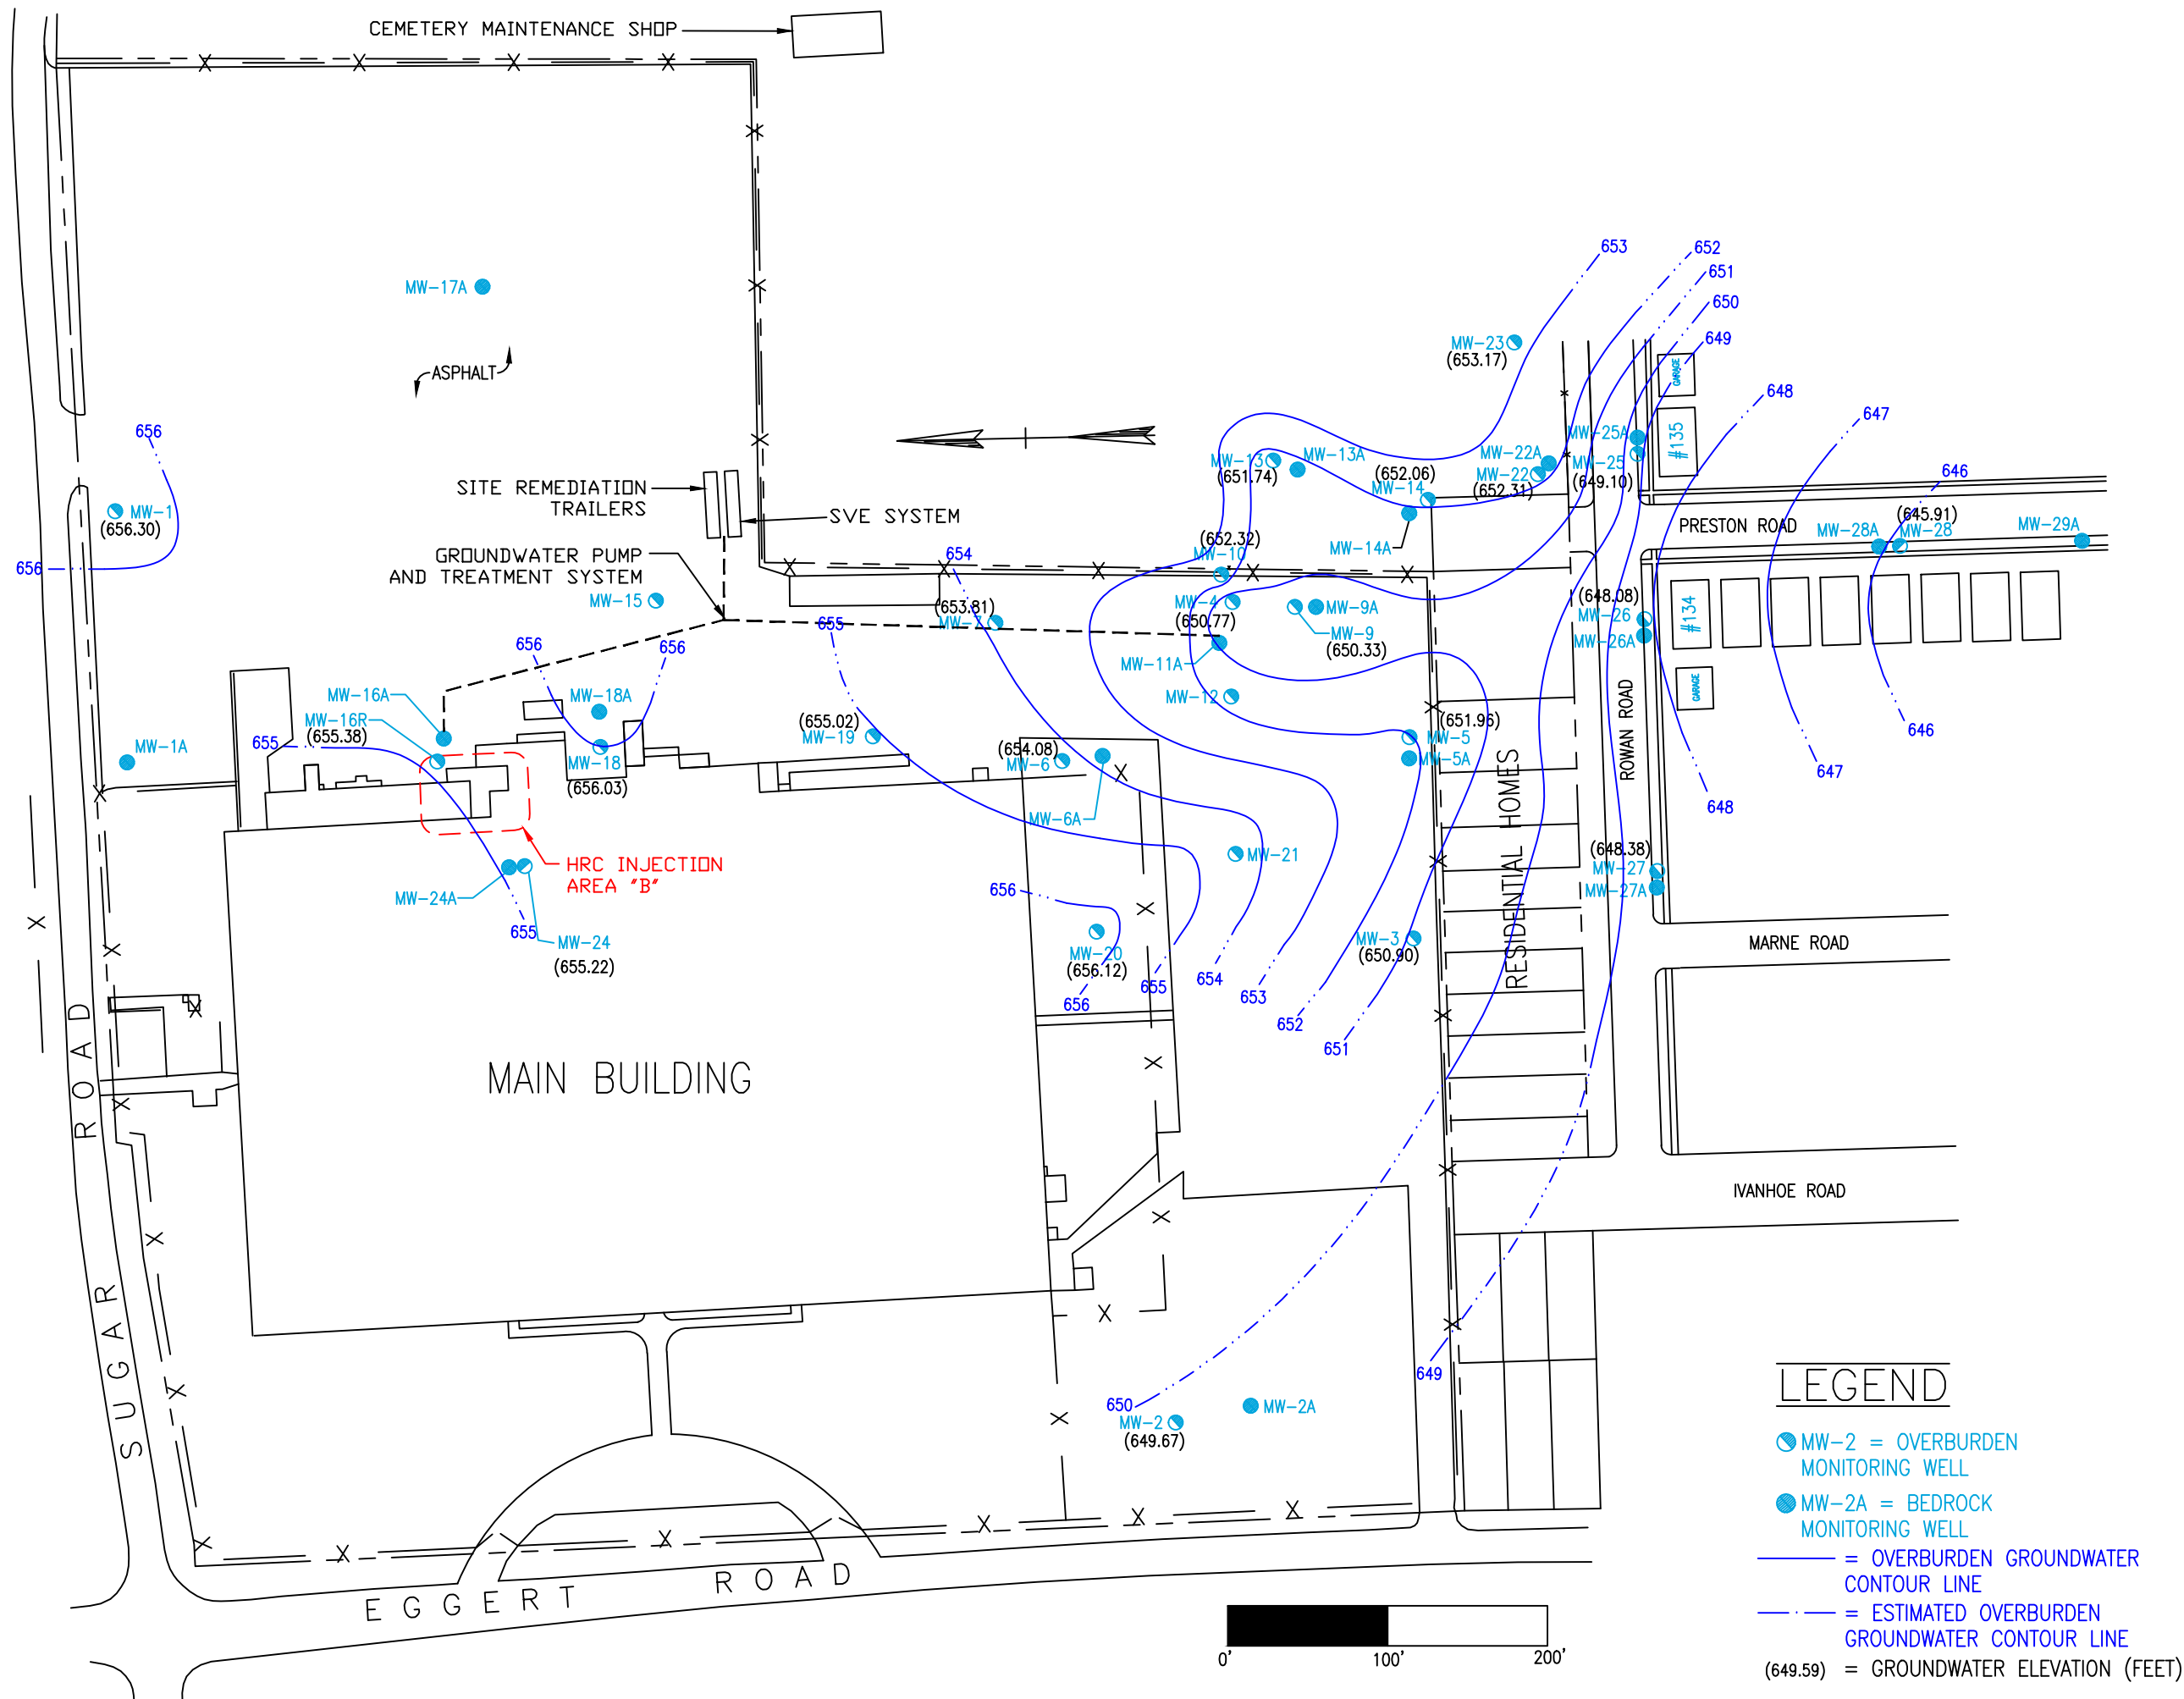 CEMETERY MAINTENANCE SHOP
653
652
651
650
649
MW-17A
MW-23
(653.17)
GARAGE
ASPHALT
648
647
656
MW-25A
#135
MW-13
MW-13A
(651.74)
MW-22A
MW-22
(652.31)
MW-25
(649.10)
(652.06)
MW-14
646
SITE REMEDIATION
TRAILERS
SVE SYSTEM
MW-1
(656.30)
(645.91)
PRESTON ROAD
MW-28A
MW-28
MW-29A
(652.32)
MW-10
MW-14A
GROUNDWATER PUMP
AND TREATMENT SYSTEM
654
656
MW-15
(653.81)
MW-7
655
MW-4
(650.77)
MW-9A
MW-9
(650.33)
(648.08)
MW-26
MW-26A
#134
656
656
MW-11A
MW-16A
MW-16R
(655.38)
MW-18A
MW-12
GARAGE
ROWAN ROAD
655
MW-1A
(655.02)
MW-19
(654.08)
MW-6
(651.96)
MW-5
MW-5A
646
647
MW-18
(656.03)
648
MW-6A
RESIDENTIAL HOMES
MW-21
(648.38)
MW-27
MW-27A
HRC INJECTION
AREA "B"
MW-24A
656
655
MW-24
(655.22)
MW-20
(656.12)
MW-3
(650.90)
MARNE ROAD
656
655
654
653
652
651
MAIN BUILDING
SUGAR ROAD
IVANHOE ROAD
649
650
MW-2
(649.67)
MW-2A
LEGEND
MW-2 = OVERBURDEN
MONITORING WELL
MW-2A = BEDROCK
MONITORING WELL
= OVERBURDEN GROUNDWATER
CONTOUR LINE
= ESTIMATED OVERBURDEN
GROUNDWATER CONTOUR LINE
(649.59) = GROUNDWATER ELEVATION (FEET)
EGGERT ROAD
0' 100' 200'